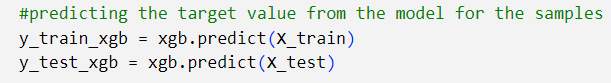 #predicting the target value from the model for the samples
y_train_xgb = xgb.predict(X_train)
y_test_xgb = xgb.predict(X_test)